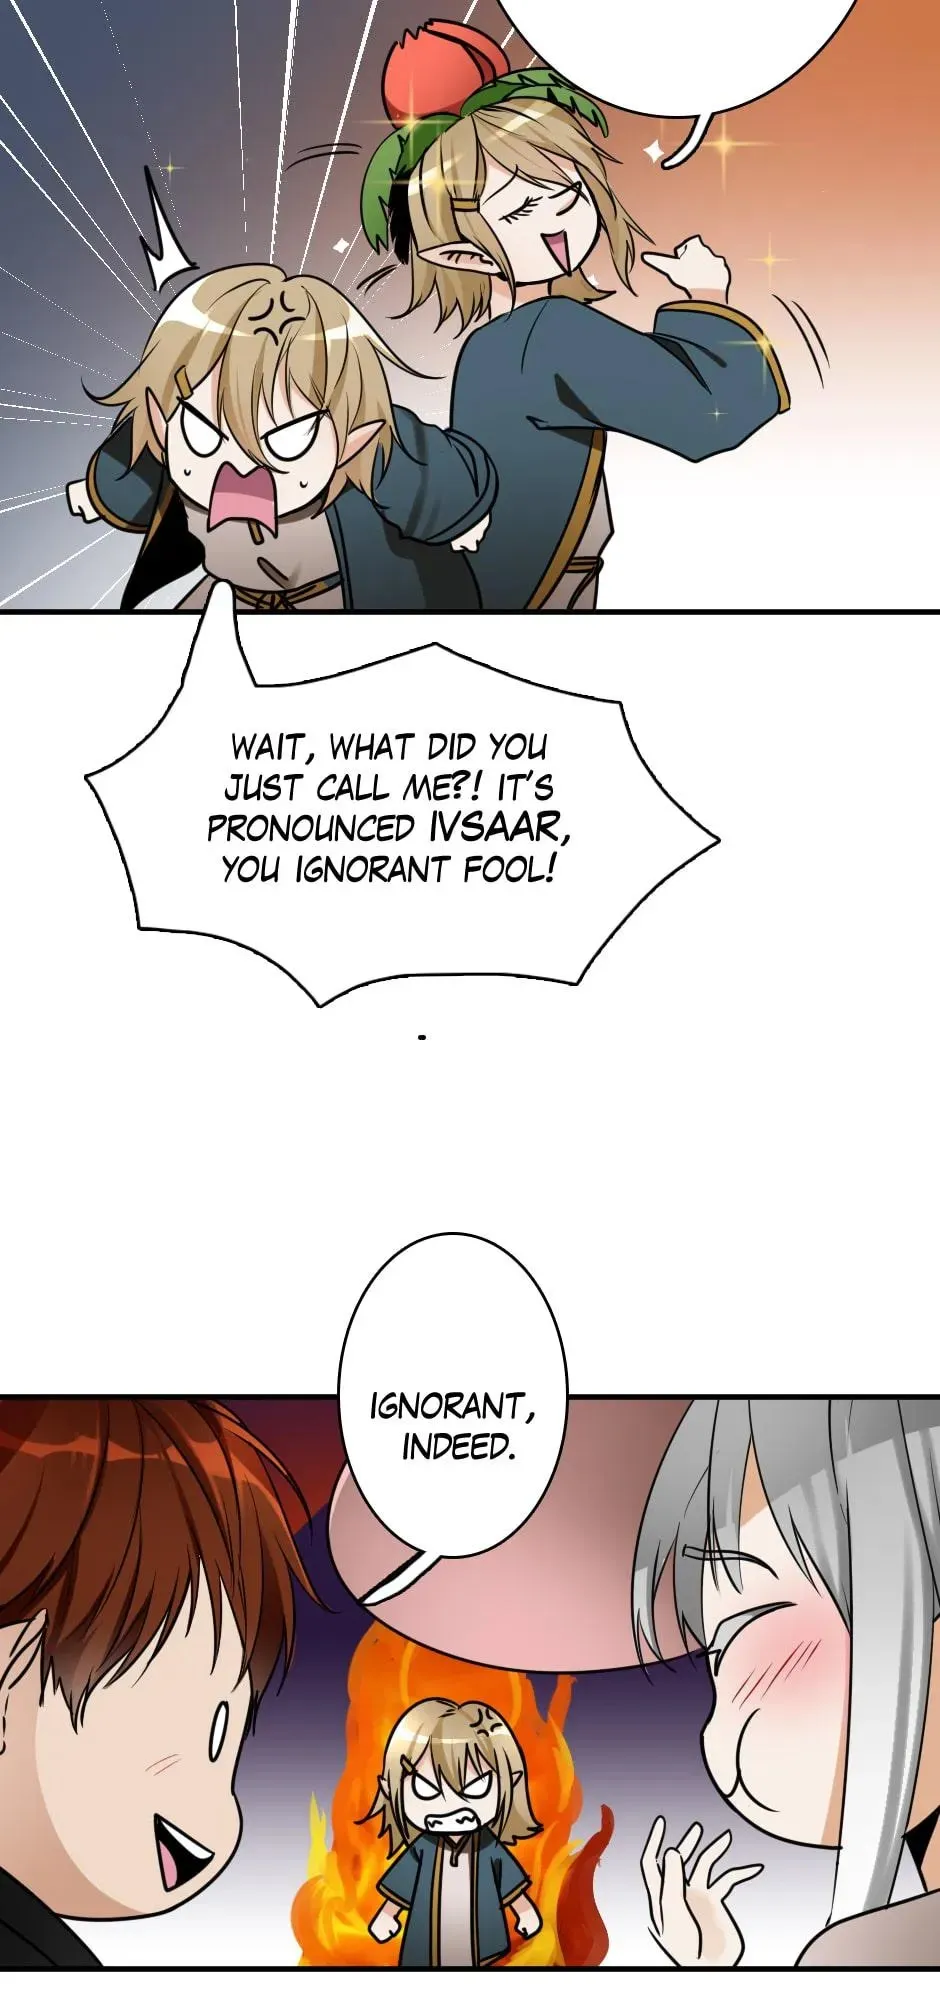 WAIT, WHAT DID YOU
JUST CALL ME?! IT'S
PRONOUNCED IVSAAR,
YOU IGNORANT FOOL!
IGNORANT,
INDEED.